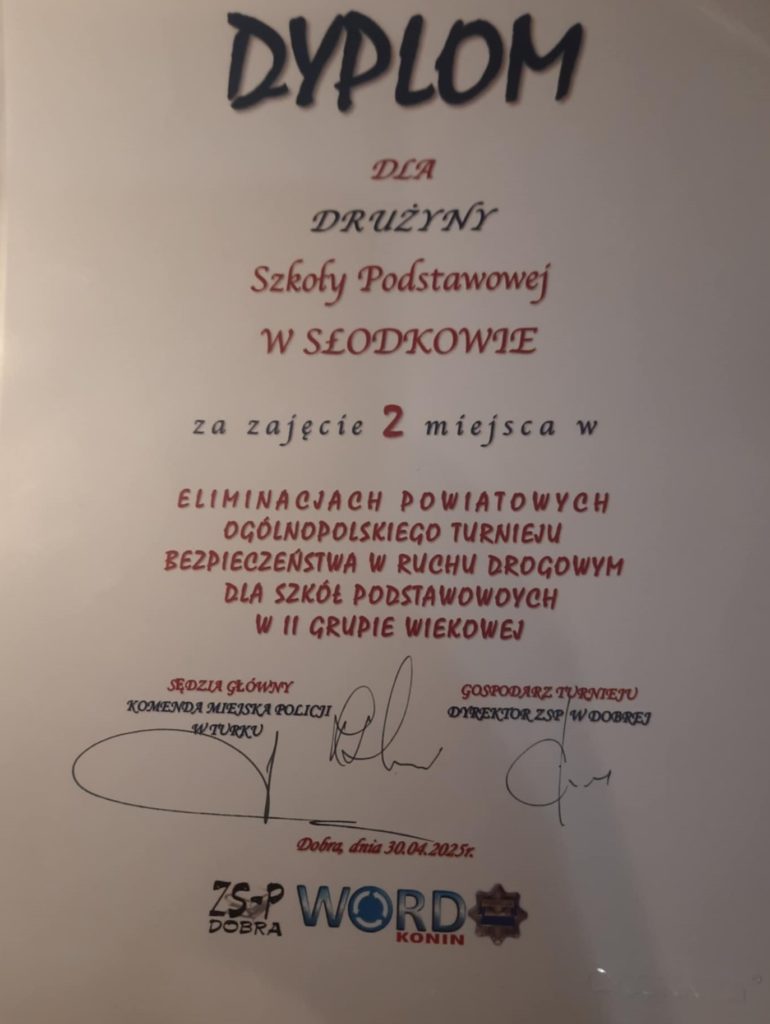 DYPLOM
DLA
DRUŻYNY
Szkoły Podstawowej
W SŁODKOWIE
za zajęcie 2 miejsca w
ELIMINACJACH POWIATOWYCH
OGÓLNOPOLSKIEGO TURNIEJU
BEZPIECZEŃSTWA W RUCHU DROGOWYM
DLA SZKÓŁ PODSTAWOWOYCH
W II GRUPIE WIEKOWEJ
SĘDZIA GŁÓWNY
KOMENDA MIEJSKA POLICJI
W TURKU
GOSPODARZ TURNIEJU
DYREKTOR ZSP W DOBREJ
Dobra, dnia 30.04.2025r.
ZS-P
DOBRA
WORD
KONIN